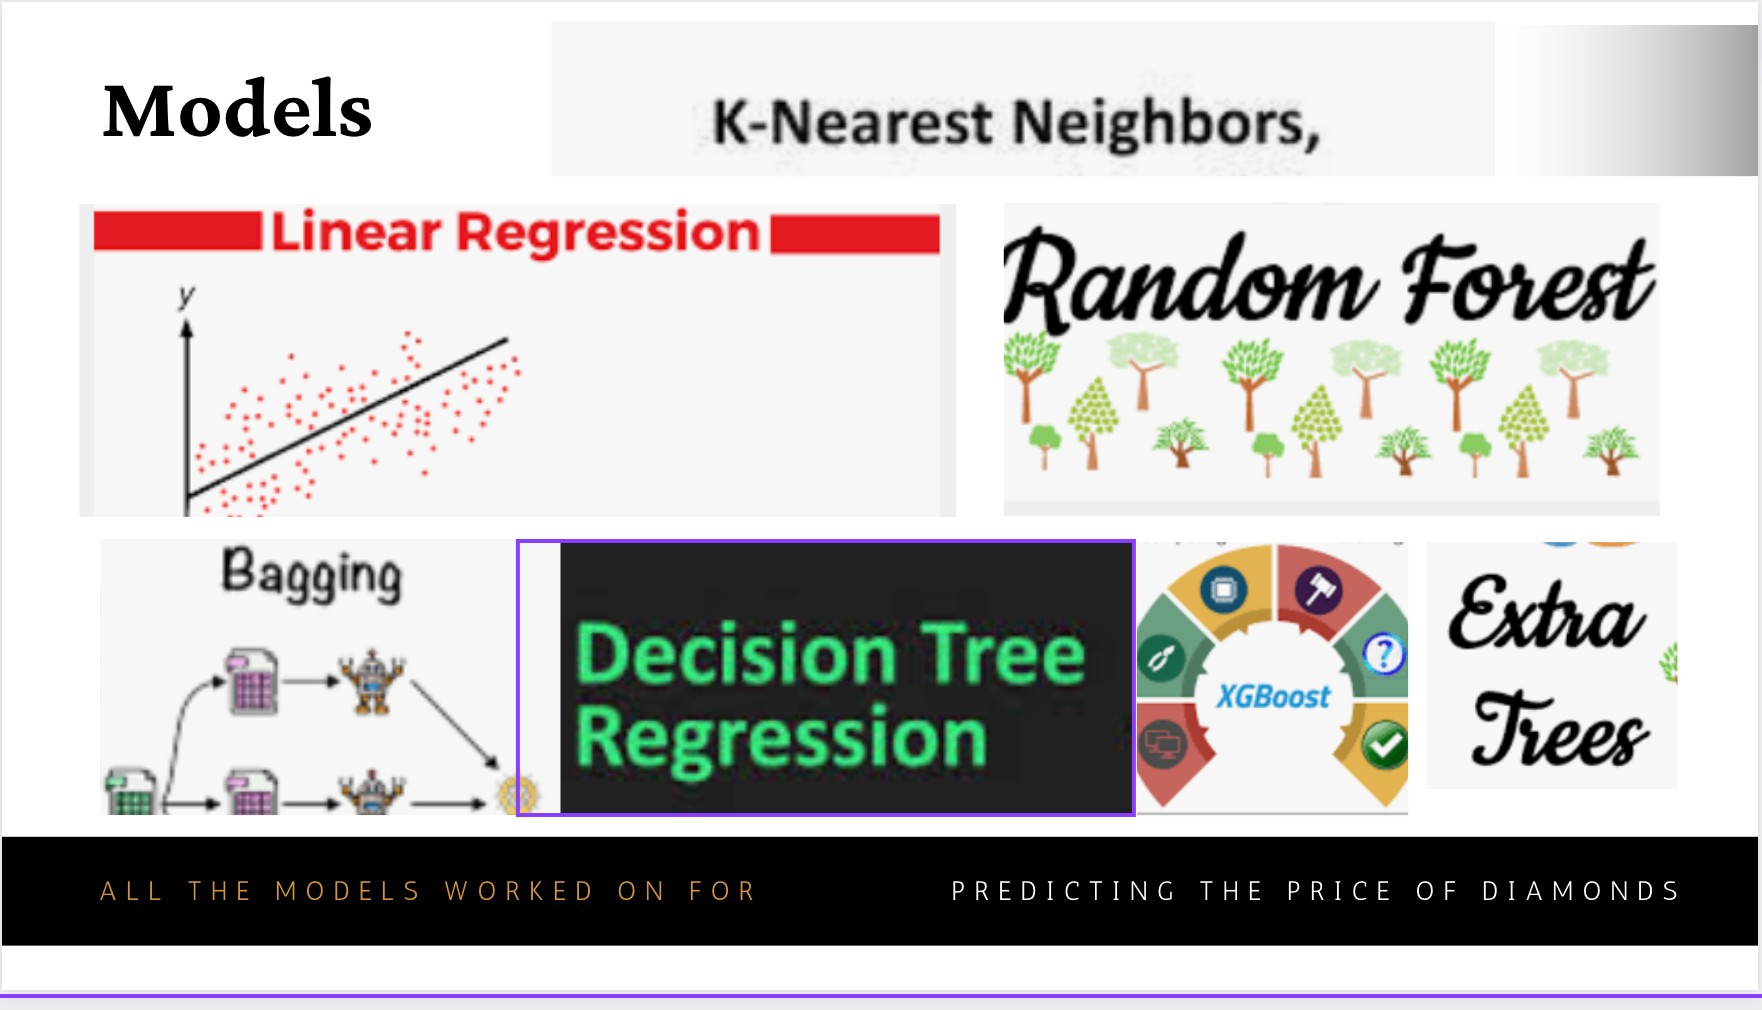 Models
K-Nearest Neighbors,
Linear Regression
y
Random Forest
Bagging
Decision Tree
Regression
XGBoost
?
Extra
Trees
ALL THE MODELS WORKED ON FOR
PREDICTING THE PRICE OF DIAMONDS